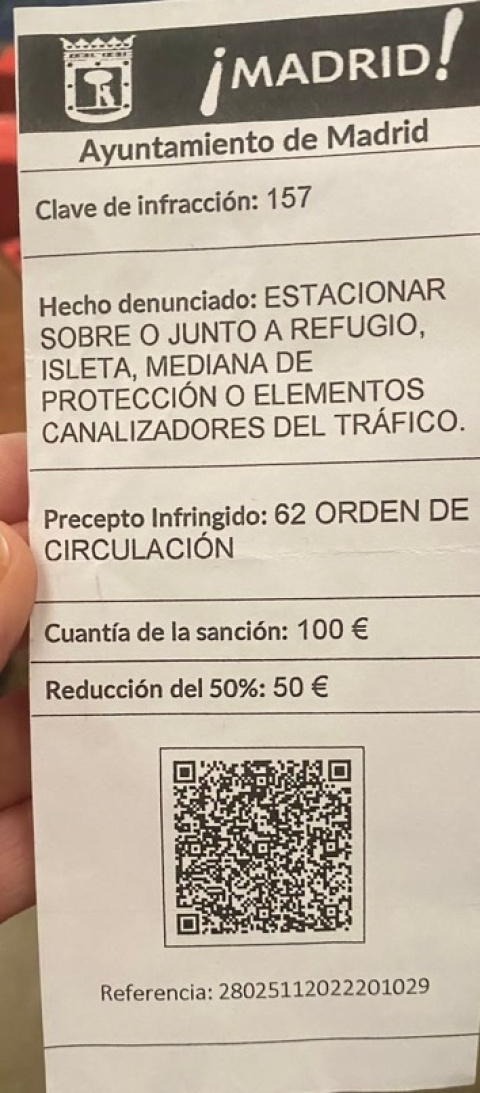 ¡MADRID!
Ayuntamiento de Madrid
Clave de infracción: 157
Hecho denunciado: ESTACIONAR
SOBRE O JUNTO A REFUGIO,
ISLETA, MEDIANA DE
PROTECCIÓN O ELEMENTOS
CANALIZADORES DEL TRÁFICO.
Precepto Infringido: 62 ORDEN DE
CIRCULACIÓN
Cuantía de la sanción: 100 €
Reducción del 50%: 50 €
Referencia: 28025112022201029